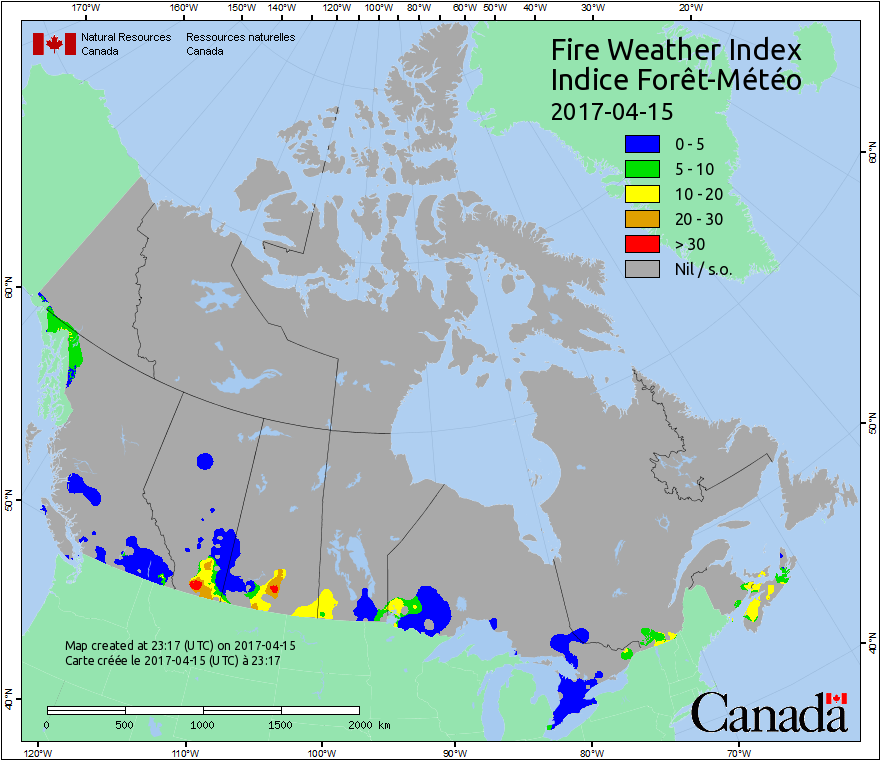 170°W 160°W 150°W 140°W 130°W 120°W 110°W 100°W 90°W 80°W 60°W 50°W 40°W 30°W 20°W
Natural Resources Ressources naturelles
Canada Canada
Fire Weather Index
Indice Forêt-Météo
2017-04-15
0 - 5
5 - 10
10 - 20
20 - 30
> 30
Nil / s.o.
60°N
60°N
50°N
50°N
40°N
40°N
Map created at 23:17 (UTC) on 2017-04-15
Carte créée le 2017-04-15 (UTC) à 23:17
0 500 1000 1500 2000 km
Canada
120°W 110°W 100°W 90°W 80°W 70°W